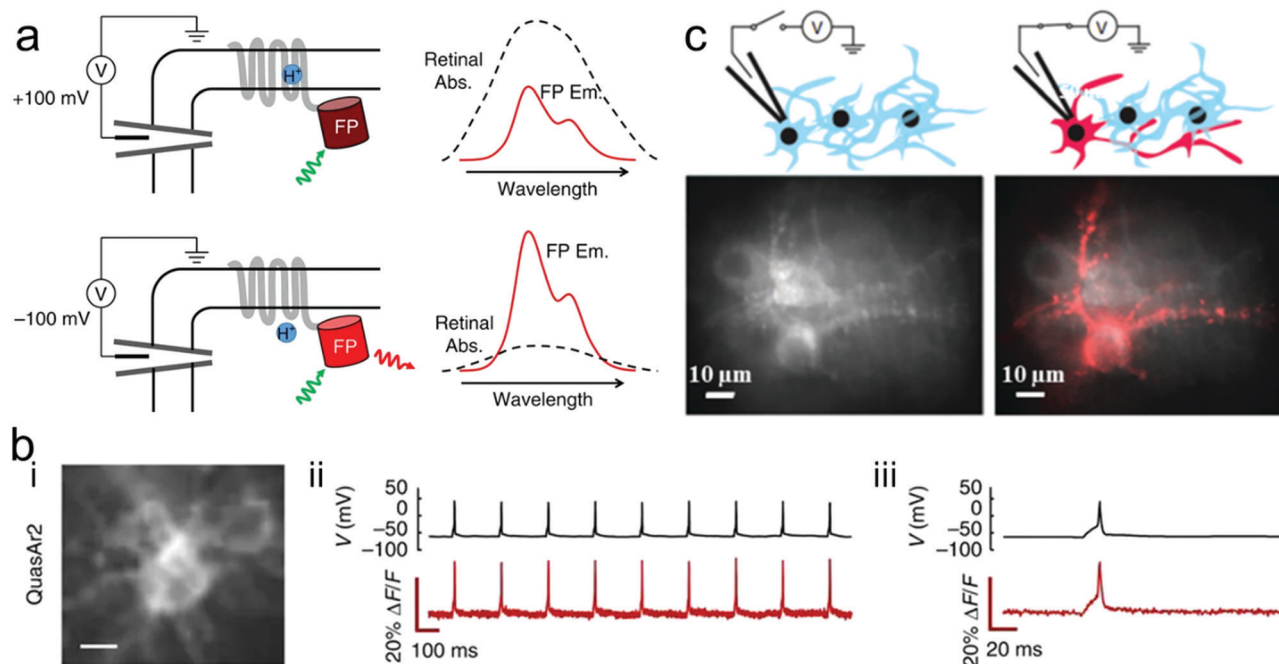 a
V
+100 mV
H⁺
FP
Retinal
Abs.
FP Em.
Wavelength
V
−100 mV
H⁺
FP
FP Em.
Retinal
Abs.
Wavelength
c
V
V
10 µm
10 µm
b
i
QuasAr2
ii
V (mV)
50
0
−50
−100
20% ΔF/F
100 ms
iii
50
0
−50
−100
V (mV)
20% ΔF/F
20 ms